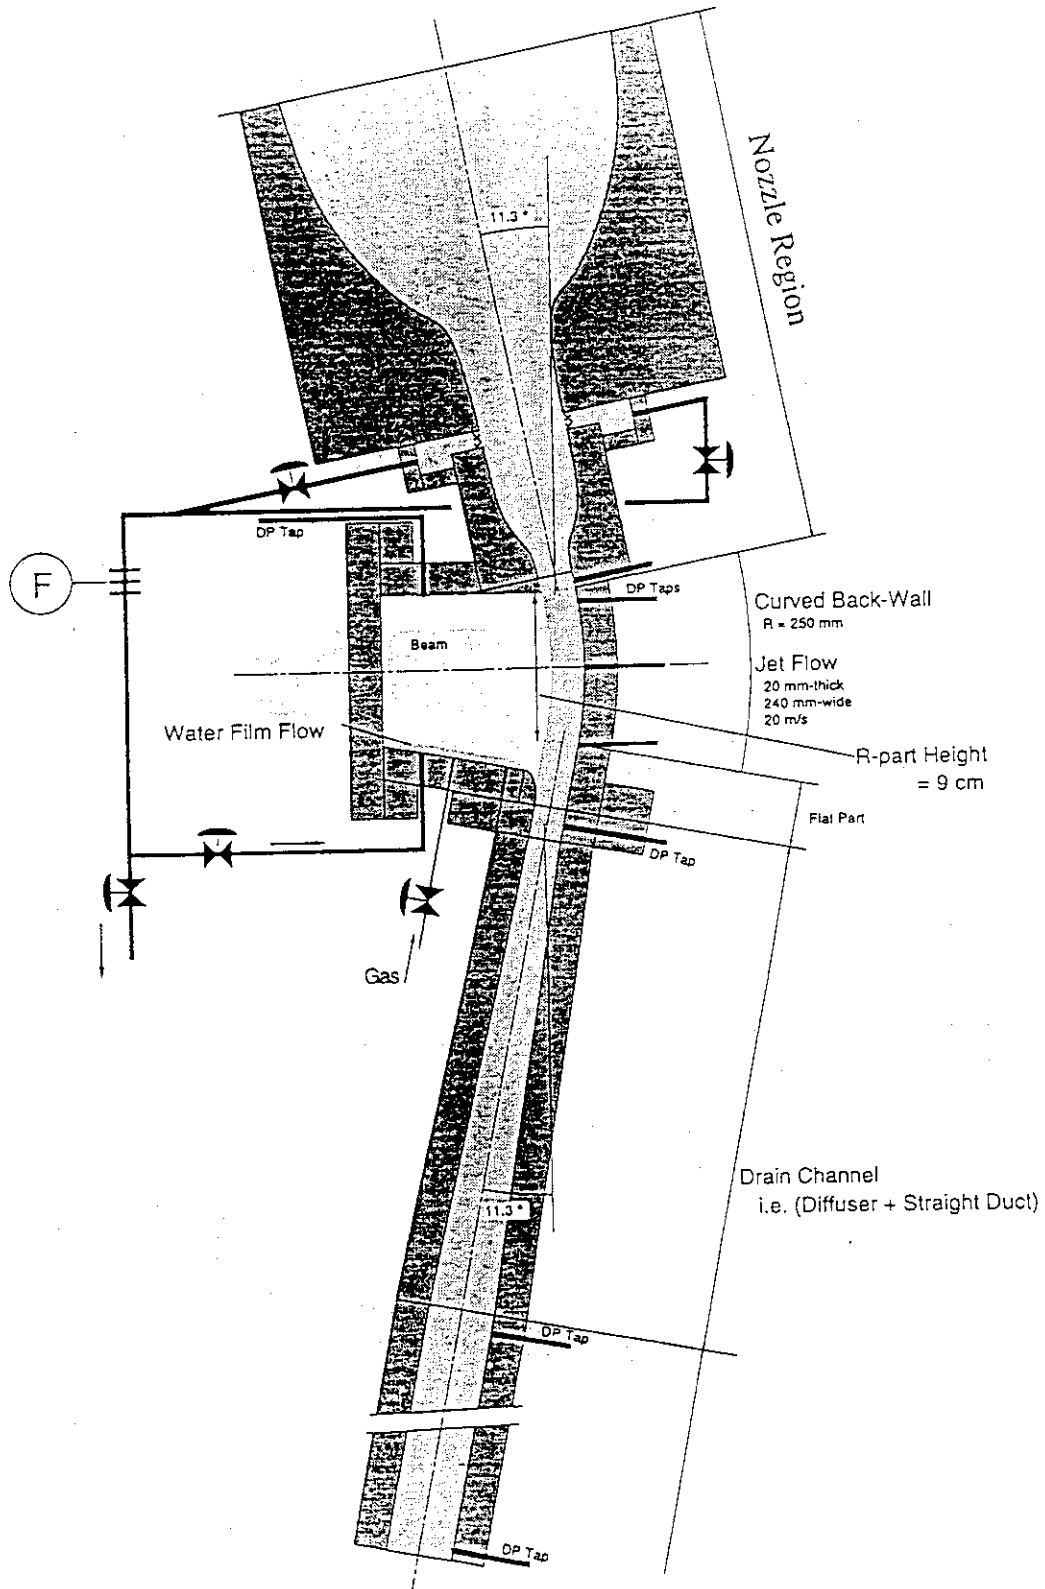 Nozzle Region
11.3 °
DP Tap
F
DP Taps
Curved Back-Wall
R = 250 mm
Beam
Jet Flow
20 mm-thick
240 mm-wide
20 m/s
Water Film Flow
R-part Height
= 9 cm
Flat Part
DP Tap
Gas
Drain Channel
i.e. (Diffuser + Straight Duct)
11.3 °
DP Tap
DP Tap